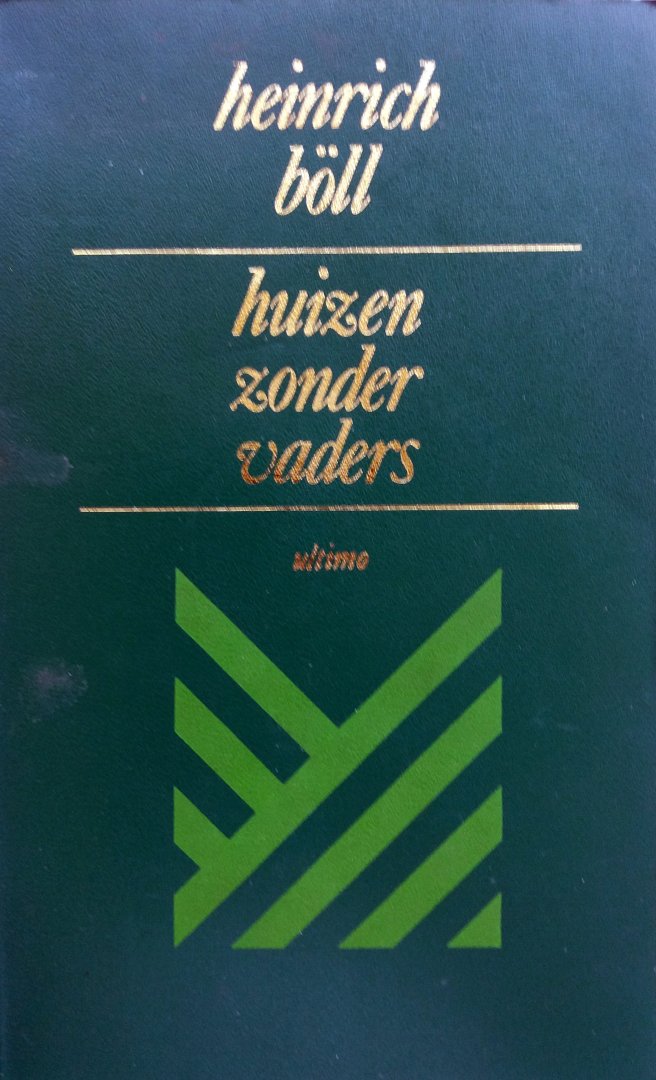 heinrich
böll
huizen
zonder
vaders
ultimo